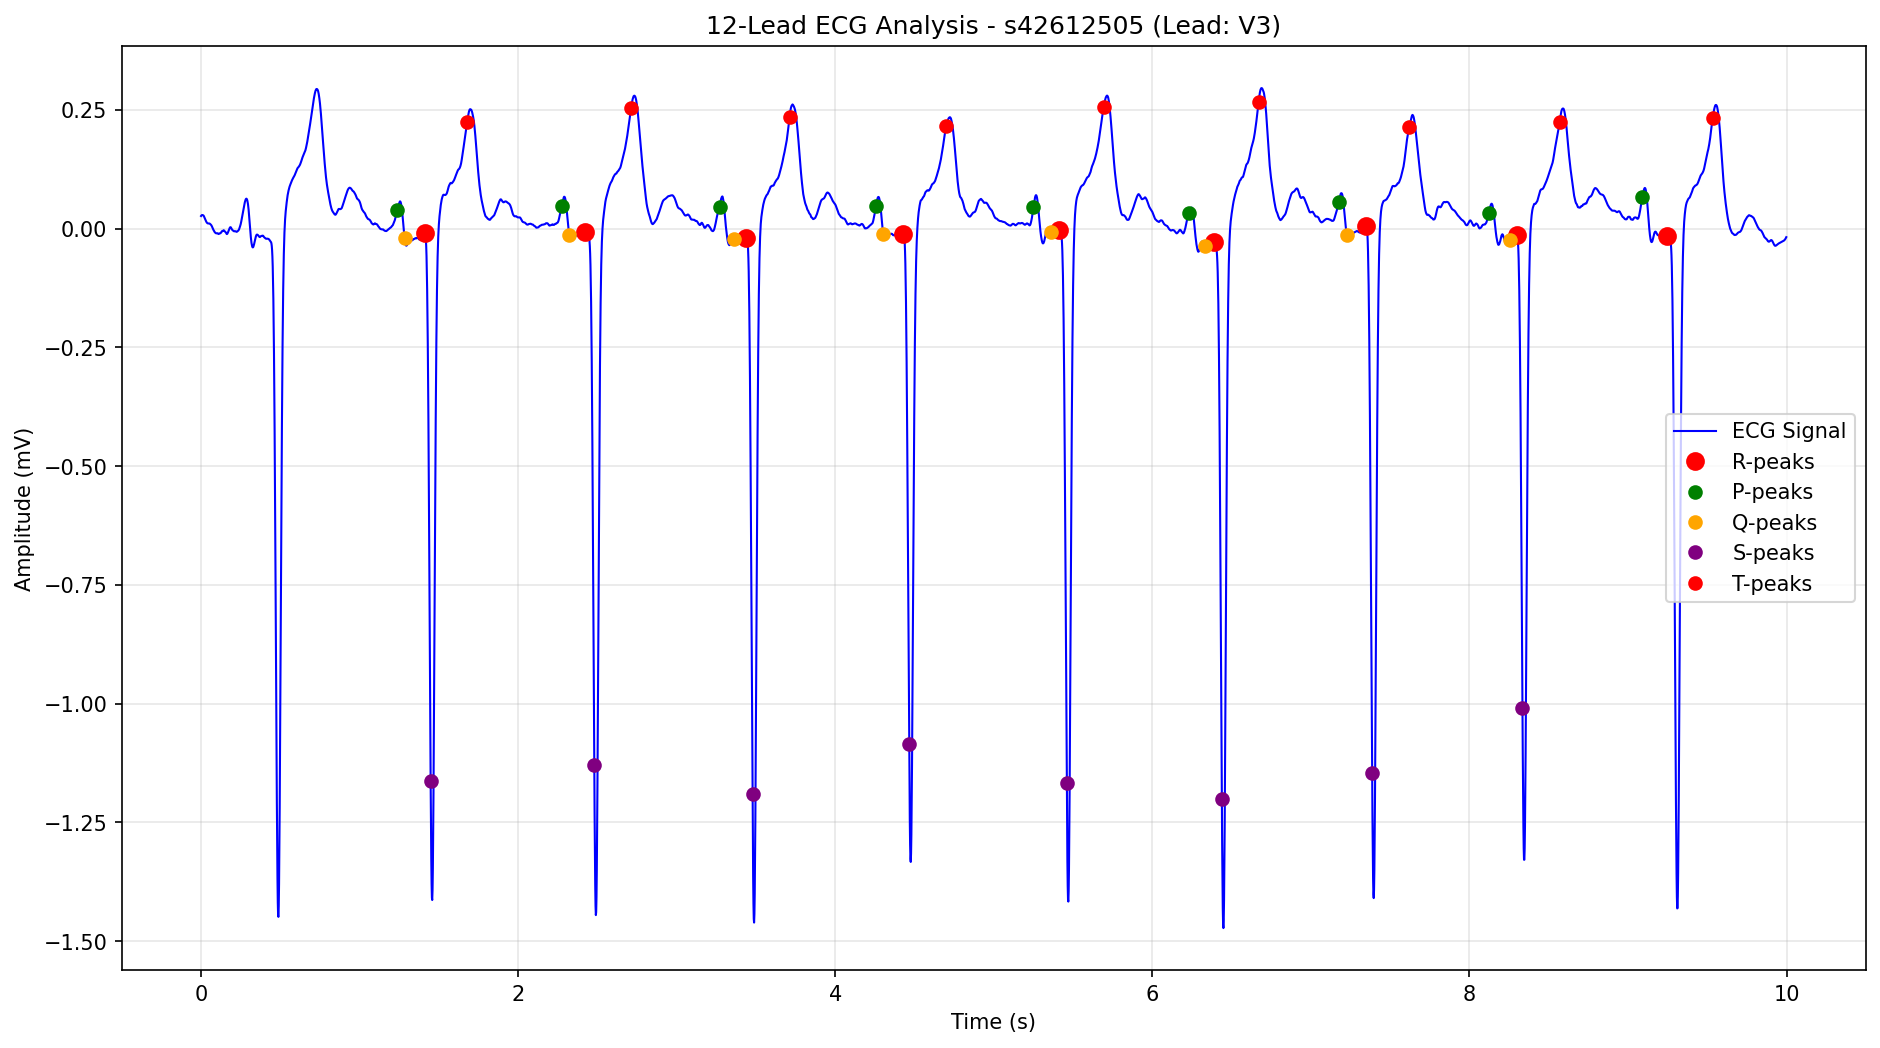 12-Lead ECG Analysis - s42612505 (Lead: V3)
Amplitude (mV)
0.25
0.00
−0.25
−0.50
−0.75
−1.00
−1.25
−1.50
ECG Signal
R-peaks
P-peaks
Q-peaks
S-peaks
T-peaks
0 2 4 6 8 10
Time (s)